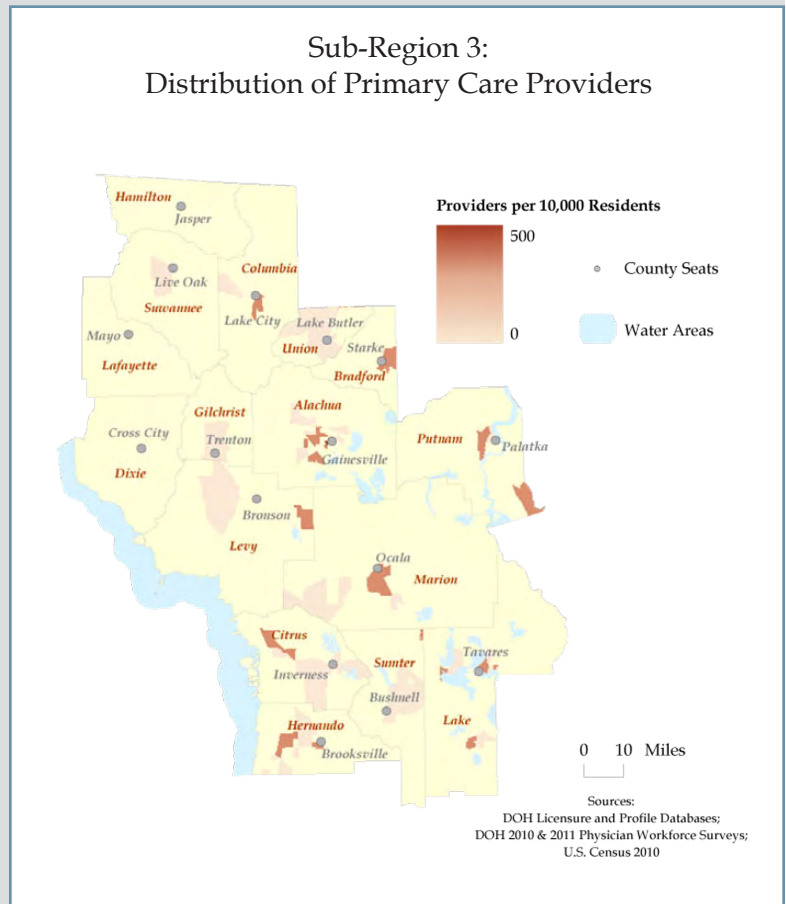 Sub-Region 3:
Distribution of Primary Care Providers
Hamilton
Jasper
Providers per 10,000 Residents
500
0
County Seats
Water Areas
Columbia
Live Oak
Suwannee
Lake City
Lake Butler
Mayo
Union
Starke
Lafayette
Bradford
Gilchrist
Alachua
Cross City
Trenton
Putnam
Palatka
Gainesville
Dixie
Bronson
Levy
Ocala
Marion
Citrus
Tavares
Inverness
Sumter
Bushnell
Hernando
Lake
Brooksville
0 10 Miles
Sources:
DOH Licensure and Profile Databases;
DOH 2010 & 2011 Physician Workforce Surveys;
U.S. Census 2010